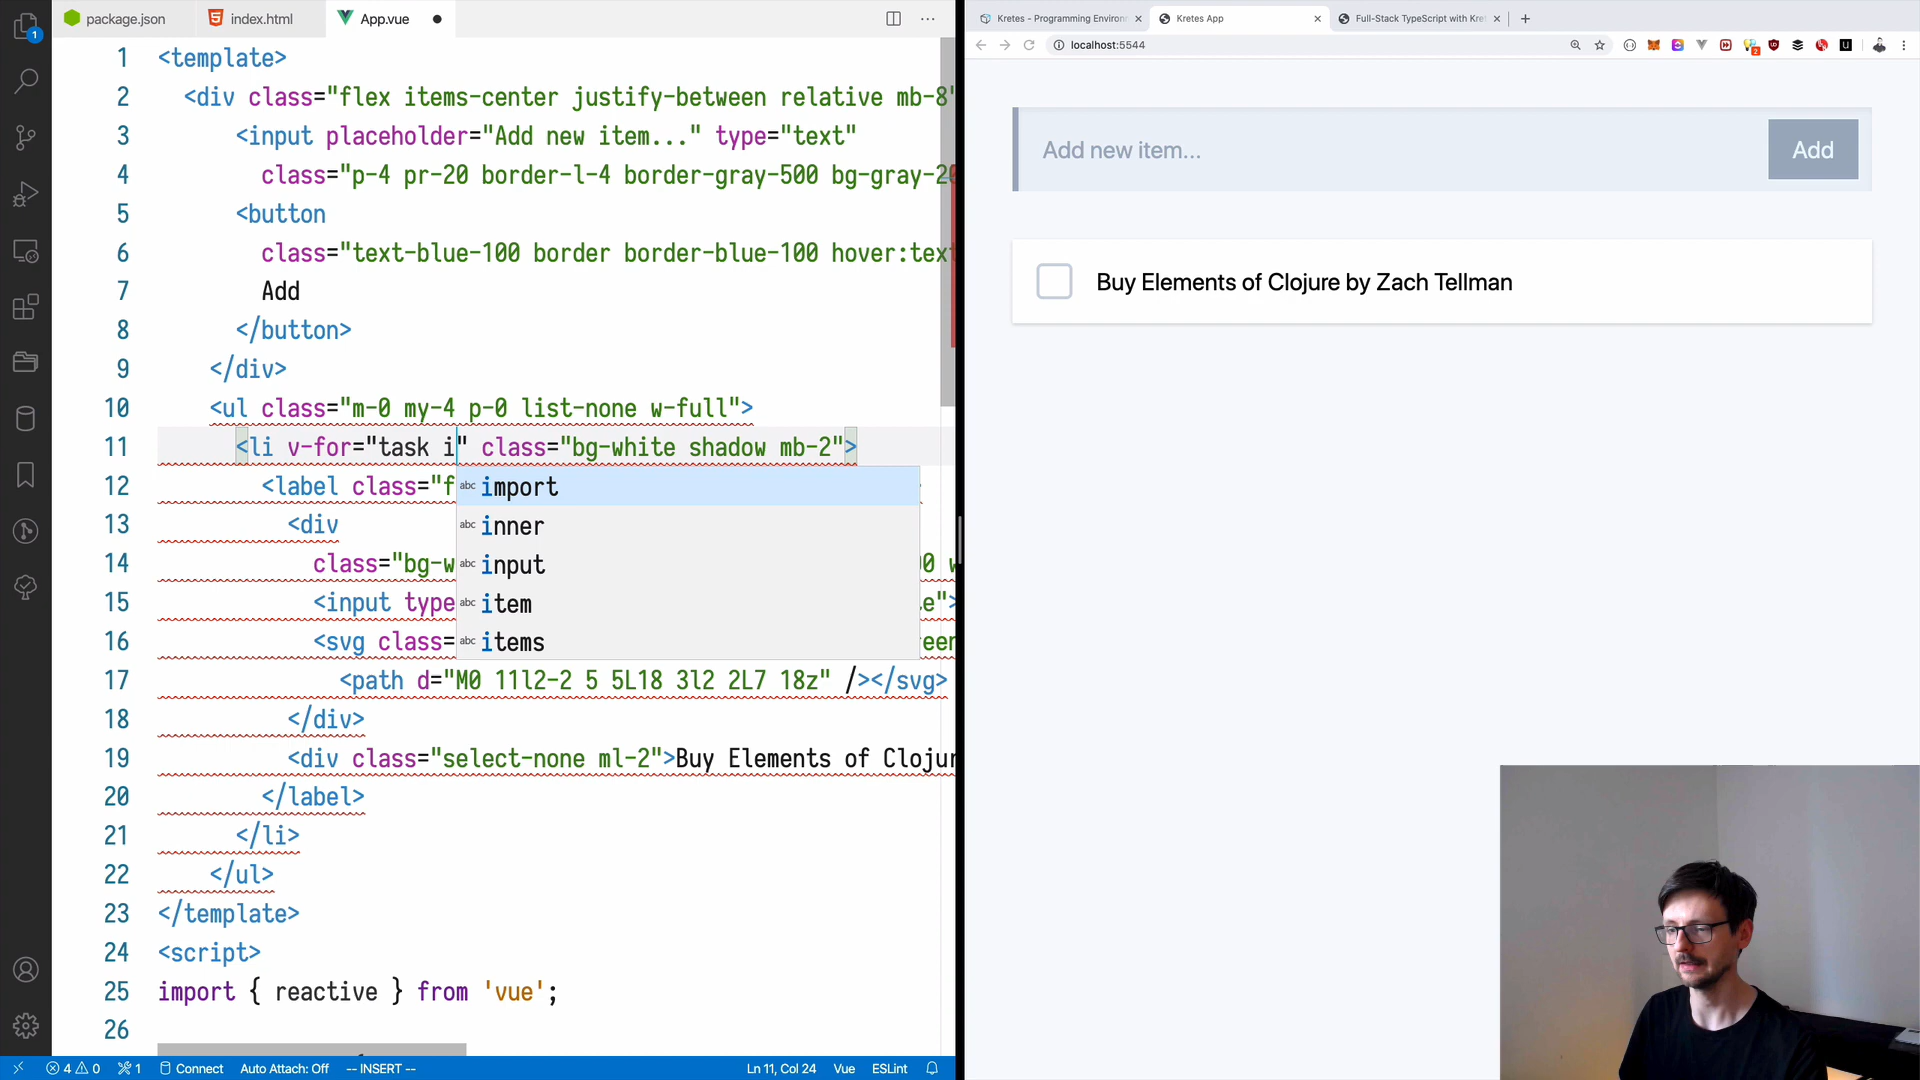 package.json
index.html
App.vue
1 <template>
2 <div class="flex items-center justify-between relative mb-8"
3 <input placeholder="Add new item..." type="text"
4 class="p-4 pr-20 border-l-4 border-gray-500 bg-gray-20
5 <button
6 class="text-blue-100 border border-blue-100 hover:tex
7 Add
8 </button>
9 </div>
10 <ul class="m-0 my-4 p-0 list-none w-full">
11 <li v-for="task i" class="bg-white shadow mb-2">
12 <label class="f
import
13 <div
inner
14 class="bg-w
input
00 w
15 <input type
item
te">
16 <svg class=
items
reen
17 <path d="M0 11l2-2 5 5L18 3l2 2L7 18z" /></svg>
18 </div>
19 <div class="select-none ml-2">Buy Elements of Clojur
20 </label>
21 </li>
22 </ul>
23 </template>
24 <script>
25 import { reactive } from 'vue';
26
1
4 0 1 Connect Auto Attach: Off -- INSERT -- Ln 11, Col 24 Vue ESLint
Kretes - Programming Environ
Kretes App
Full-Stack TypeScript with Kre
localhost:5544
2
Add new item...
Add
Buy Elements of Clojure by Zach Tellman